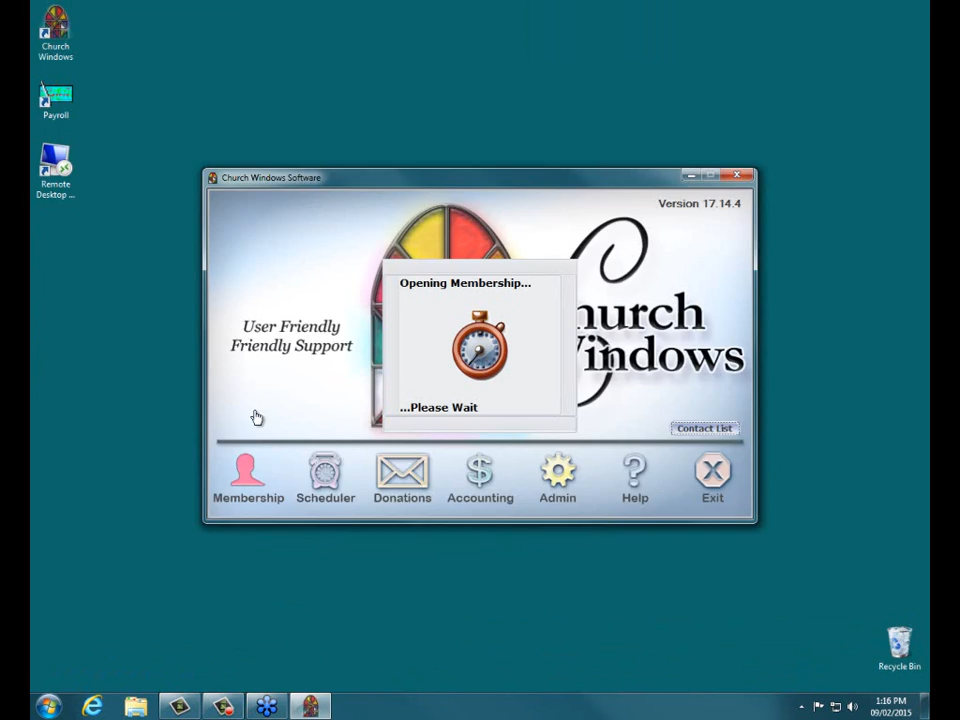 Church
Windows
Payroll
Remote
Desktop ...
Church Windows Software
Version 17.14.4
User Friendly
Friendly Support
Opening Membership...
...Please Wait
hurch
Windows
Contact List
Membership
Scheduler
Donations
Accounting
Admin
Help
Exit
Recycle Bin
1:16 PM
09/02/2015